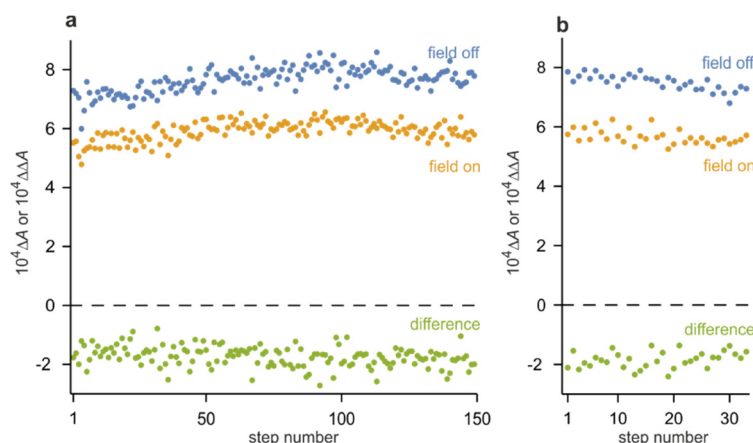 a
field off
field on
difference
10⁴ΔA or 10⁴ΔΔA
8
6
4
2
0
-2
1
50
100
150
step number
b
field off
field on
difference
10⁴ΔA or 10⁴ΔΔA
8
6
4
2
0
-2
1
10
20
30
step number